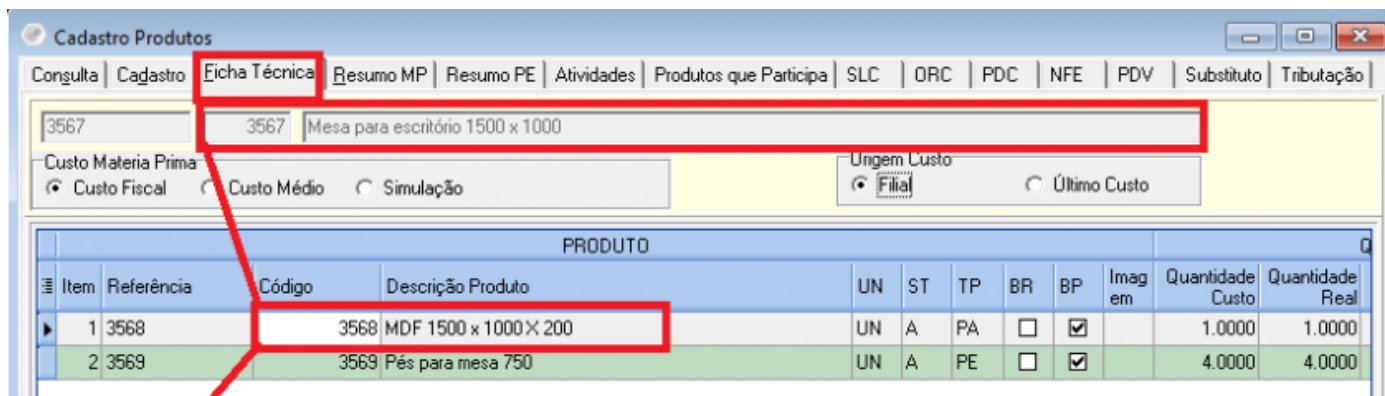 Cadastro Produtos
Consulta Cadastro Ficha Técnica Resumo MP Resumo PE Atividades Produtos que Participa SLC ORC PDC NFE PDV Substituto Tributação
3567 3567 Mesa para escritório 1500 x 1000
Custo Materia Prima Origem Custo
Custo Fiscal Custo Médio Simulação Filial Último Custo
PRODUTO Q
Item Referência Código Descrição Produto UN ST TP BR BP Imag em Quantidade Custo Quantidade Real
1 3568 3568 MDF 1500 x 1000 X 200 UN A PA 1.0000 1.0000
2 3569 3569 Pés para mesa 750 UN A PE 4.0000 4.0000